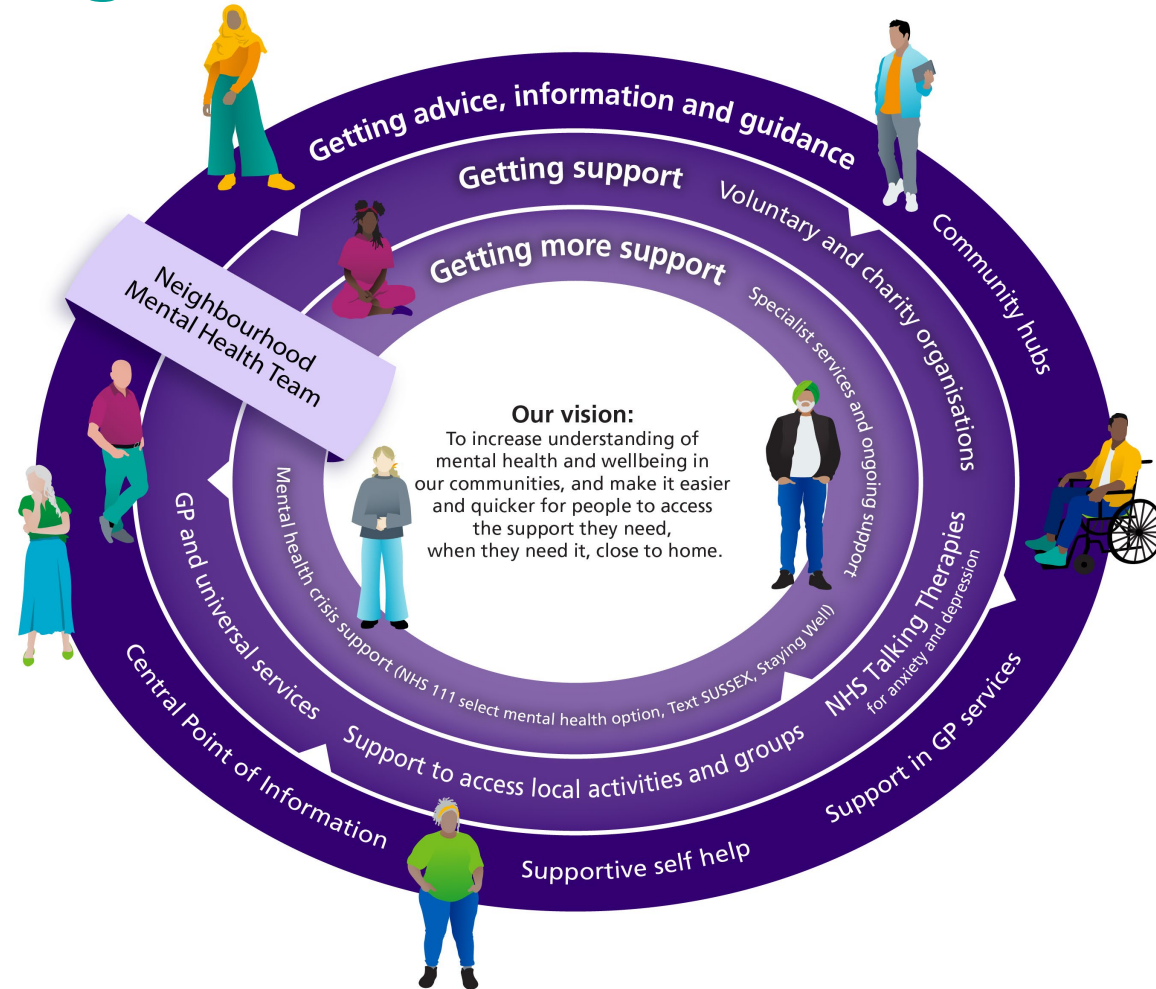 Getting advice, information and guidance
Community hubs
Support in GP services
Supportive self help
Central Point of Information
Getting support
Voluntary and charity organisations
NHS Talking Therapies
for anxiety and depression
Support to access local activities and groups
GP and universal services
Getting more support
Specialist services and ongoing support
Mental health crisis support (NHS 111 select mental health option, Text SUSSEX, Staying Well)
Neighbourhood
Mental Health Team
Our vision:
To increase understanding of
mental health and wellbeing in
our communities, and make it easier
and quicker for people to access
the support they need,
when they need it, close to home.